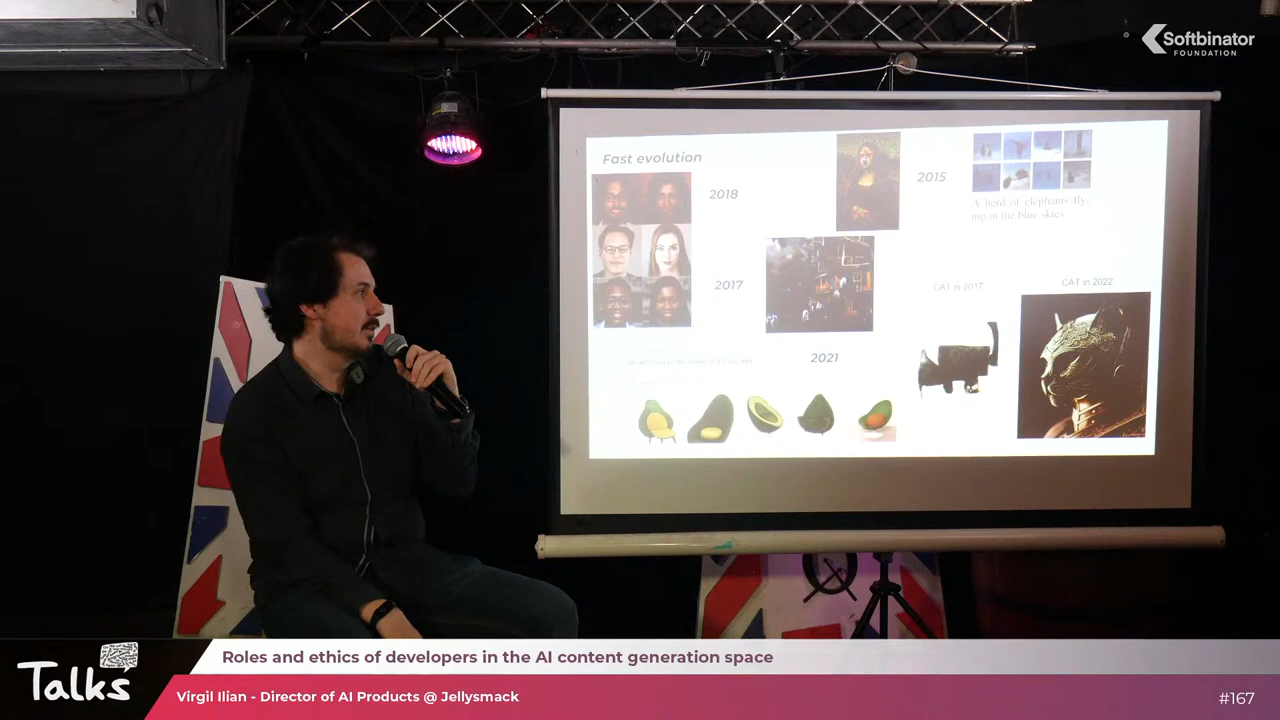 Softbinator
FOUNDATION
Fast evolution
2018
2015
A herd of elephants fly-
ing in the blue skies.
2017
CAT in 2017
CAT in 2022
2021
Talks
Roles and ethics of developers in the AI content generation space
Virgil Ilian - Director of AI Products @ Jellysmack
#167